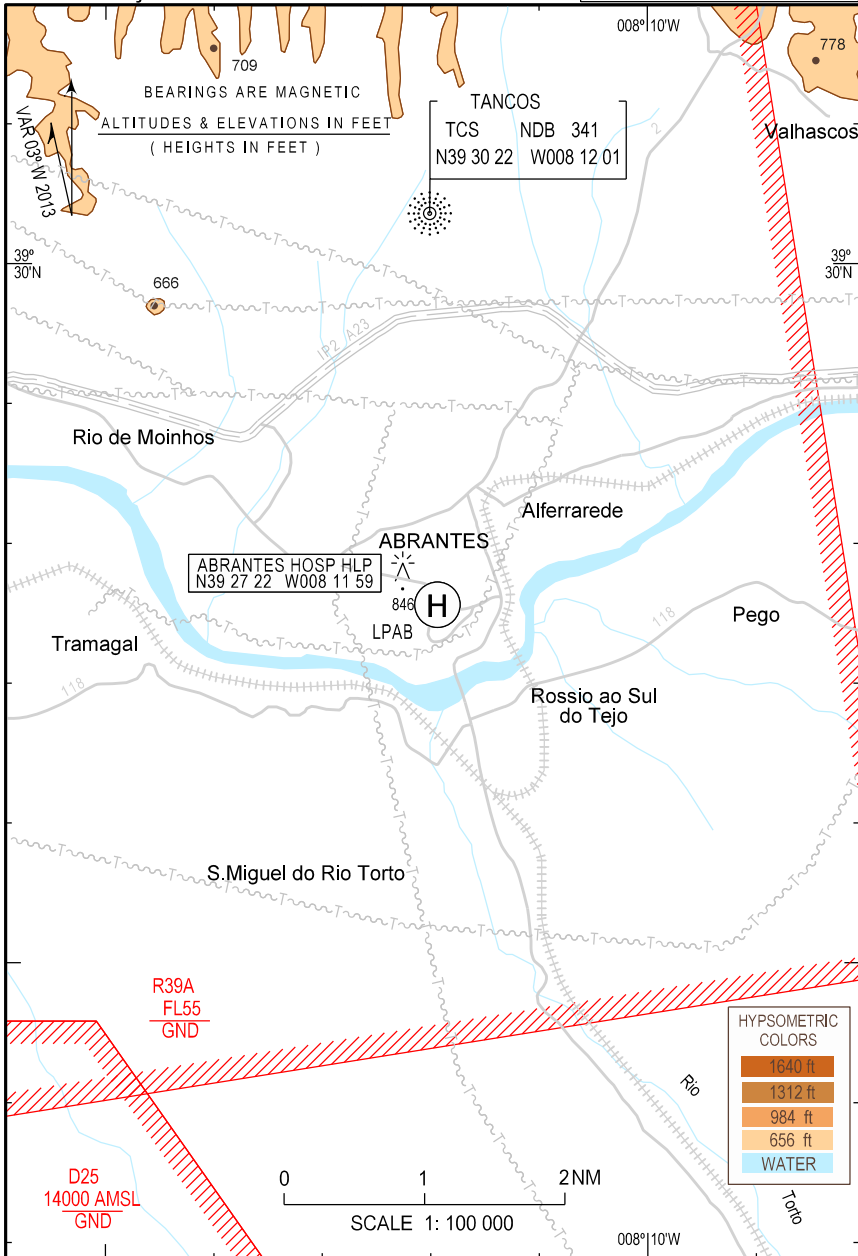 008º10'W
778
709
BEARINGS ARE MAGNETIC
ALTITUDES & ELEVATIONS IN FEET
( HEIGHTS IN FEET )
VAR 03º W 2013
TANCOS
TCS NDB 341
N39 30 22 W008 12 01
2
Valhascos
39º
30'N
39º
30'N
666
IP2 A23
Rio de Moinhos
Alferrarede
ABRANTES
ABRANTES HOSP HLP
N39 27 22 W008 11 59
846
H
LPAB
118
Pego
Tramagal
118
Rossio ao Sul
do Tejo
S.Miguel do Rio Torto
R39A
FL55
GND
HYPSOMETRIC
COLORS
1640 ft
1312 ft
984 ft
656 ft
WATER
Rio
Torto
D25
14000 AMSL
GND
0 1 2 NM
SCALE 1: 100 000
008º10'W